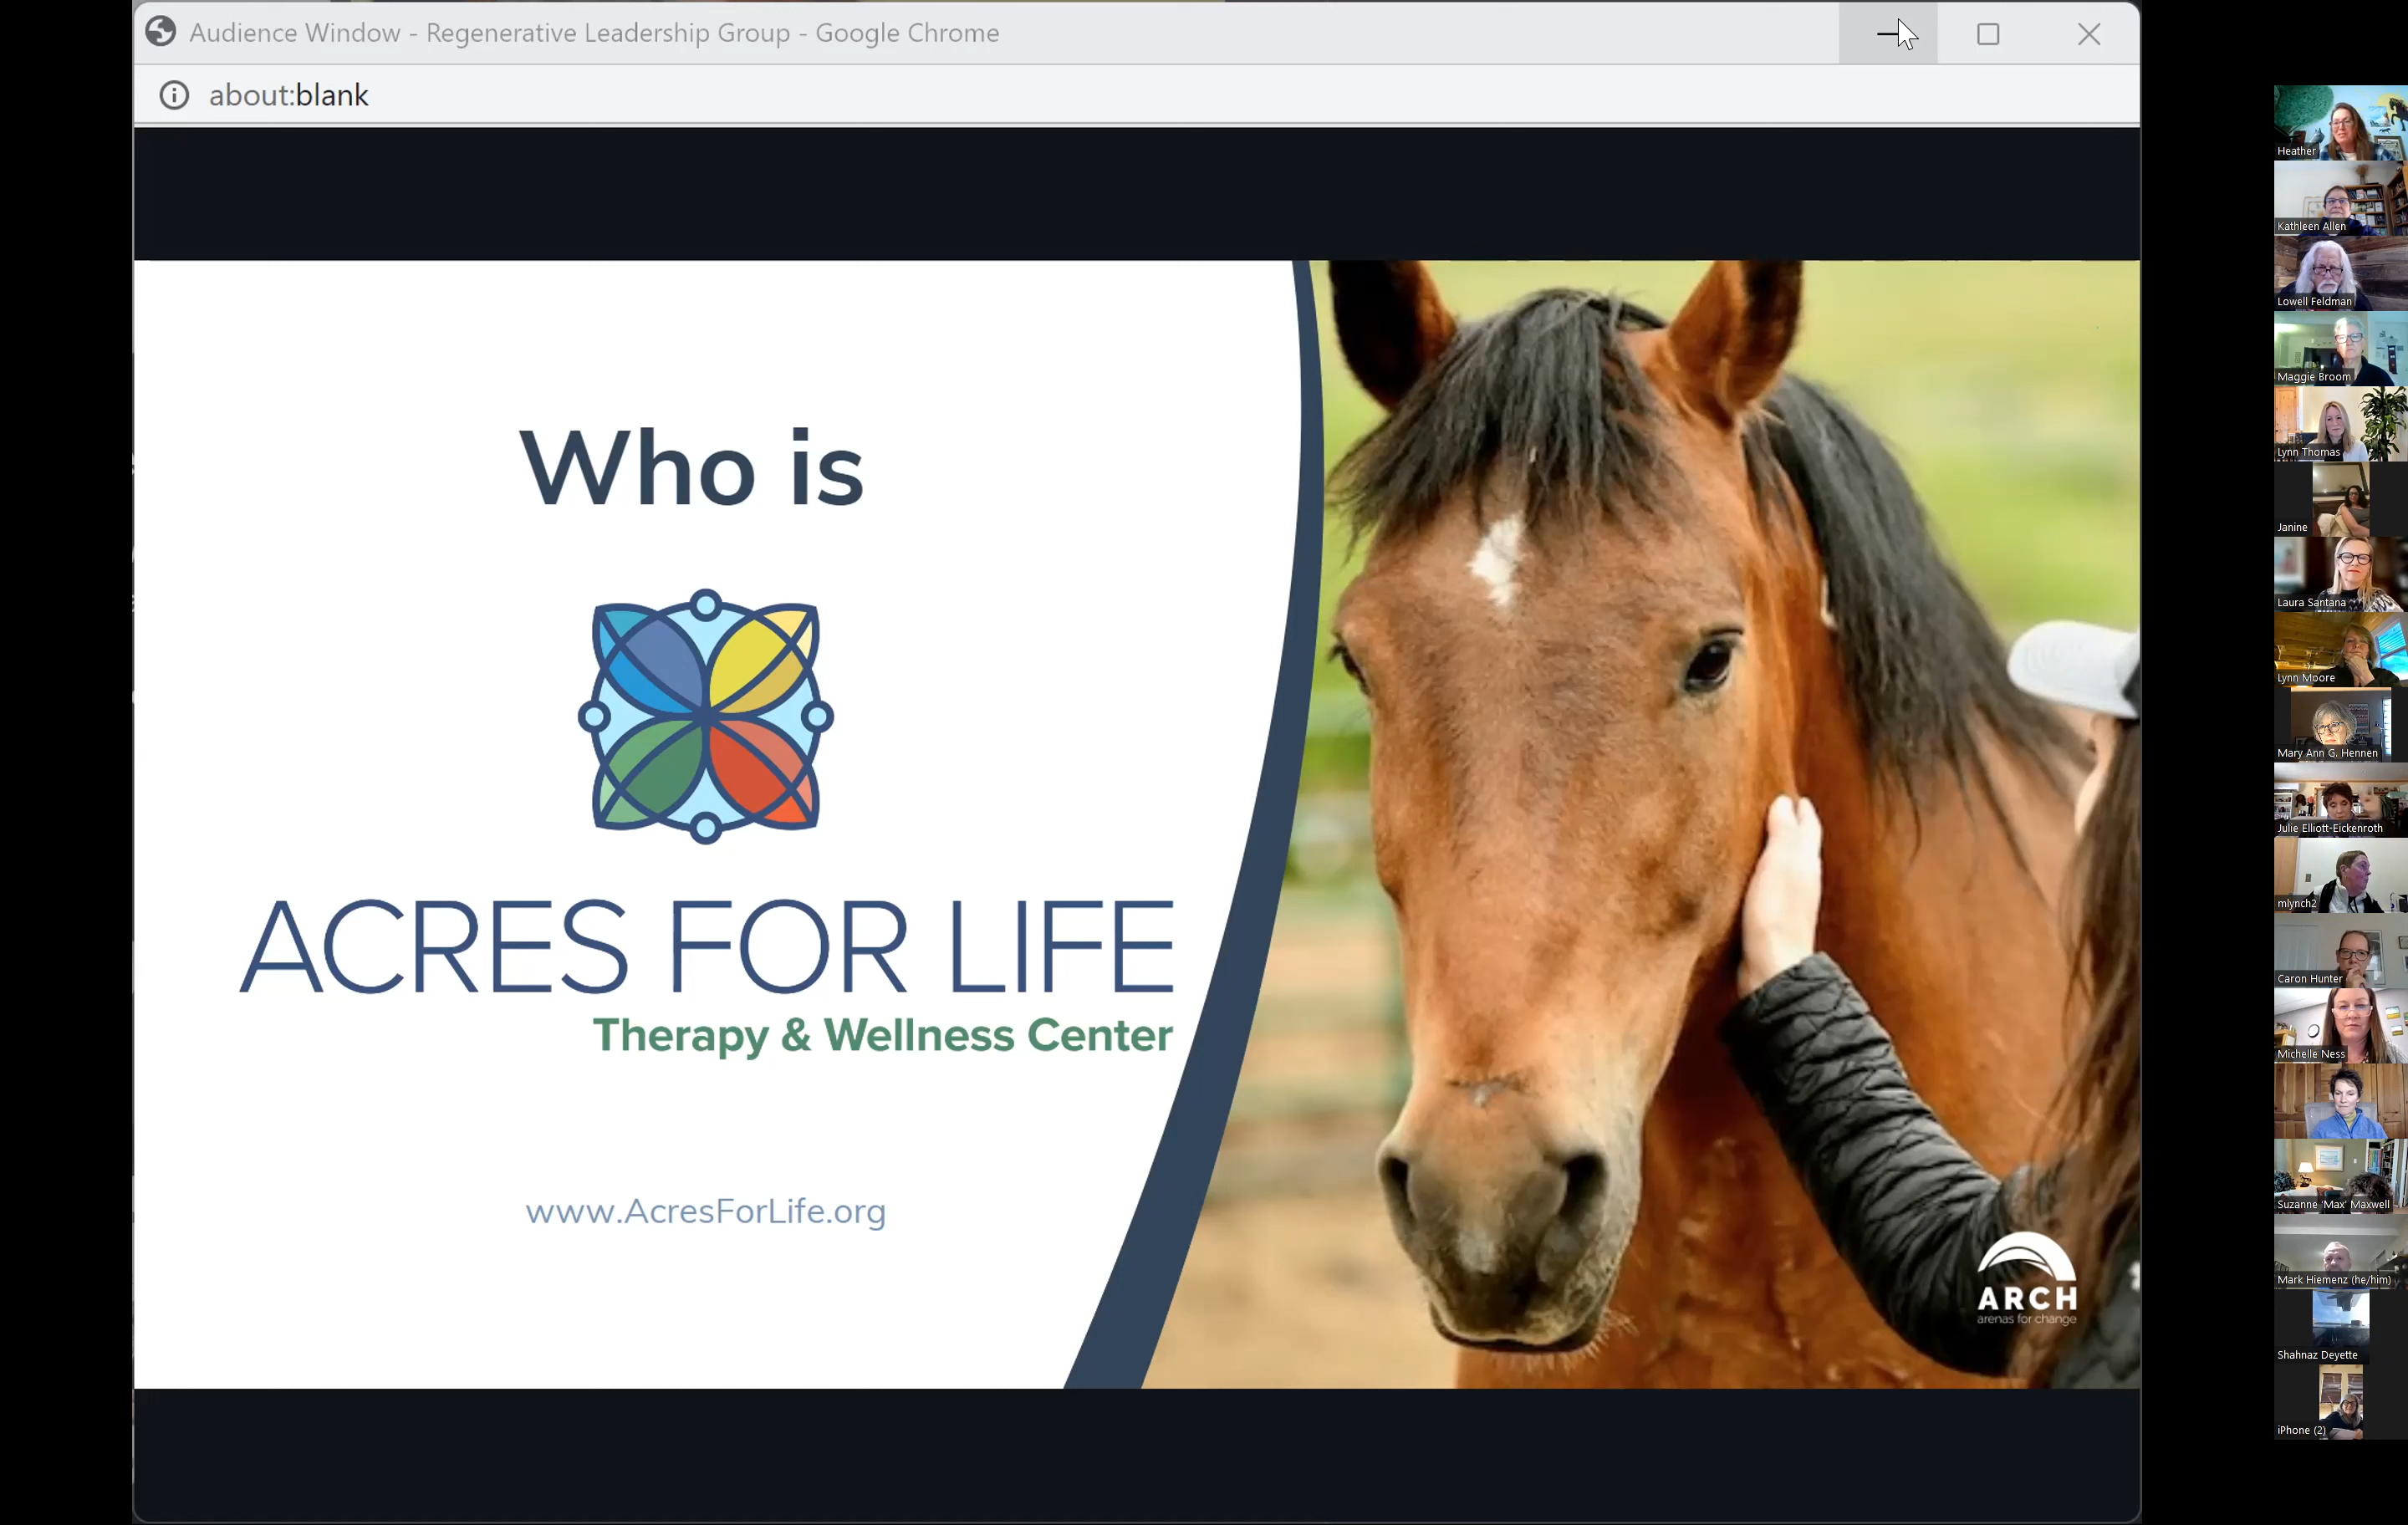 Audience Window - Regenerative Leadership Group - Google Chrome
about:blank
Who is
ACRES FOR LIFE
Therapy & Wellness Center
www.AcresForLife.org
ARCH
arenas for change
Heather
Kathleen Allen
Lowell Feldman
Maggie Broom
Lynn Thomas
Janine
Laura Santana
Lynn Moore
Mary Ann G. Hennen
Julie Elliott-Eickenroth
mlynch2
Caron Hunter
Michelle Ness
Suzanne 'Max' Maxwell
Mark Hiemenz (he/him)
Shahnaz Deyette
iPhone (2)